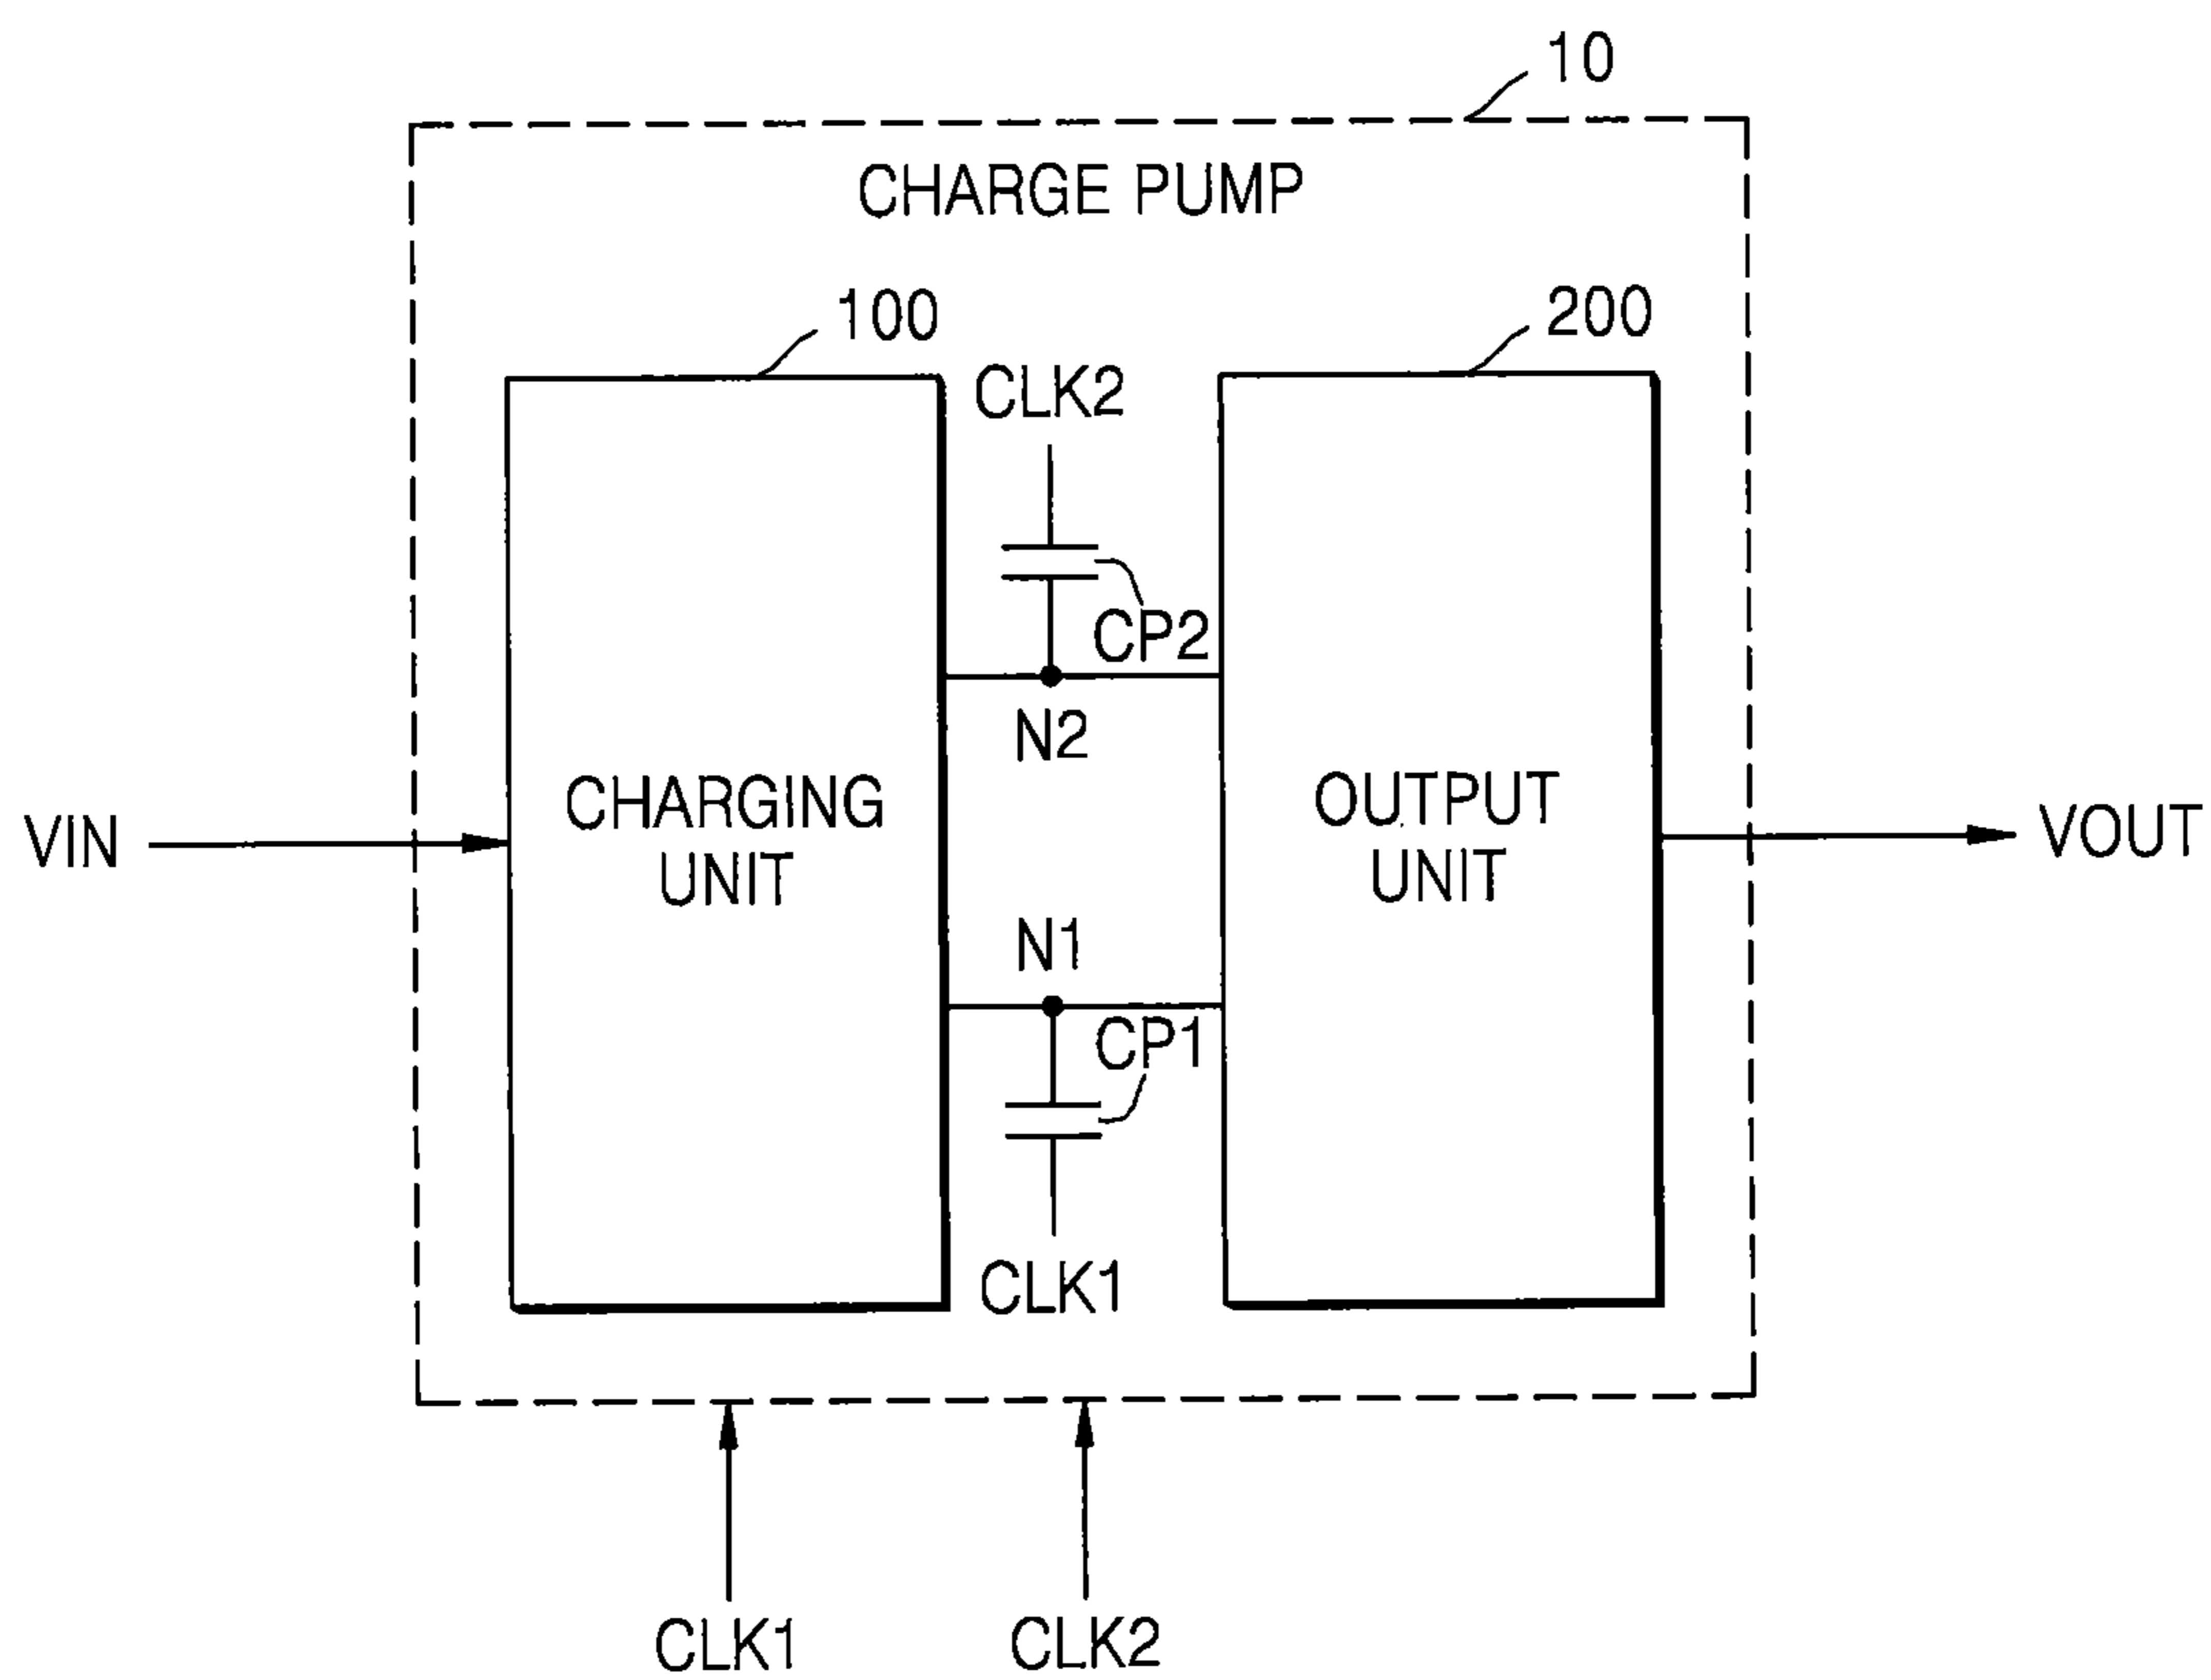 10
CHARGE PUMP
100
200
CLK2
CP2
N2
CHARGING
UNIT
OUTPUT
UNIT
VIN
VOUT
N1
CP1
CLK1
CLK1
CLK2